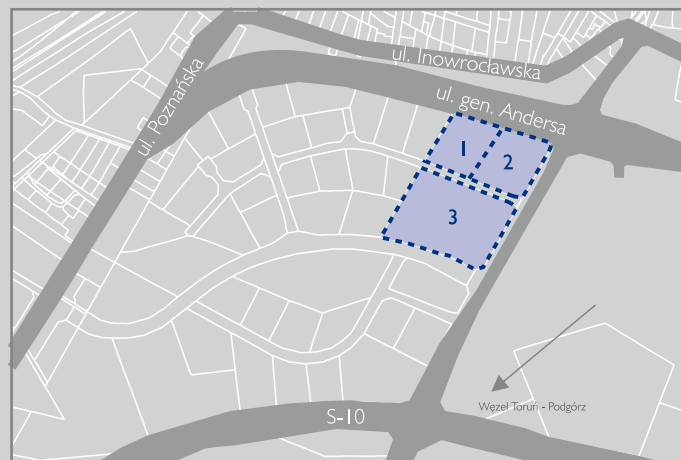 ul. Inowrocławska
ul. Poznańska
ul. gen. Andersa
1
2
3
Węzeł Toruń - Podgórz
S-10